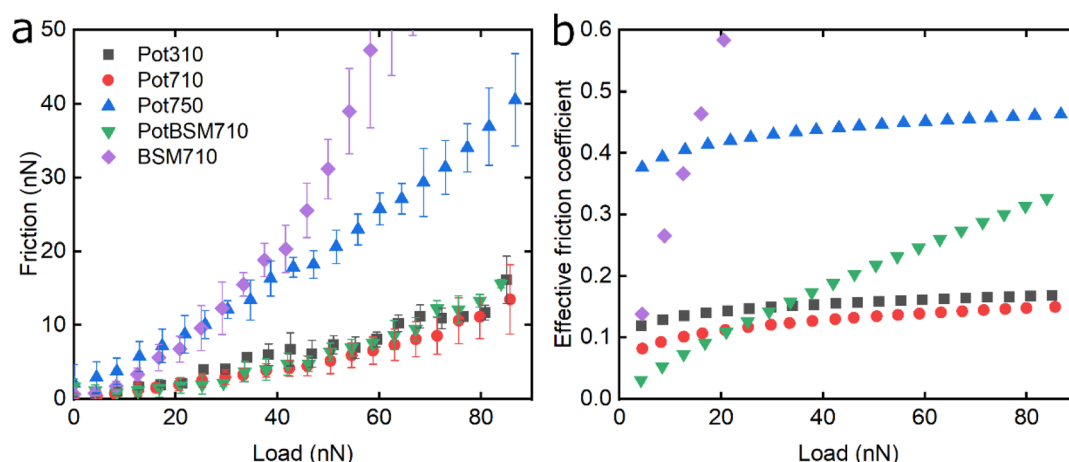 a
50
40
30
20
10
0
Friction (nN)
Pot310
Pot710
Pot750
PotBSM710
BSM710
0 20 40 60 80
Load (nN)
b
0.6
0.5
0.4
0.3
0.2
0.1
0.0
Effective friction coefficient
0 20 40 60 80
Load (nN)